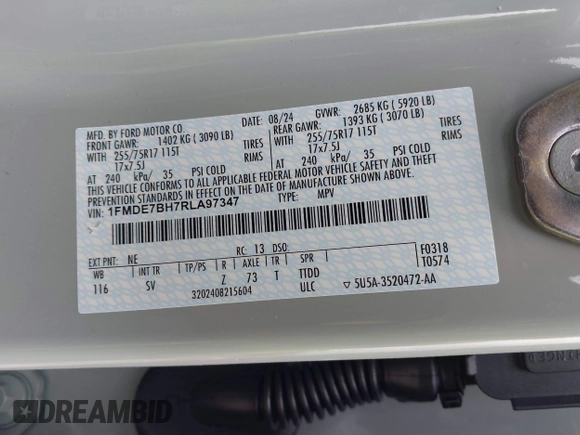 MFD. BY FORD MOTOR CO. DATE: 08/24 GVWR: 2685 KG ( 5920 LB)
FRONT GAWR: 1402 KG ( 3090 LB) REAR GAWR: 1393 KG ( 3070 LB)
WITH 255/75R17 115T TIRES WITH 255/75R17 115T TIRES
17x7.5J RIMS 17x7.5J RIMS
AT 240 kPa/ 35 PSI COLD AT 240 kPa/ 35 PSI COLD
THIS VEHICLE CONFORMS TO ALL APPLICABLE FEDERAL MOTOR VEHICLE SAFETY AND THEFT
PREVENTION STANDARDS IN EFFECT ON THE DATE OF MANUFACTURE SHOWN ABOVE.
VIN: 1FMDE7BH7RLA97347 TYPE: MPV
EXT PNT: NE RC: 13 DSO: F0318
WB INT TR TP/PS R AXLE TR SPR T0574
116 SV Z 73 T TTDD
3202408215604 ULC 5U5A-3520472-AA
DREAMBID